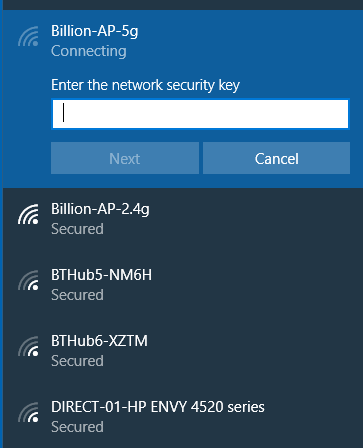 Billion-AP-5g
Connecting
Enter the network security key
Next
Cancel
Billion-AP-2.4g
Secured
BTHub5-NM6H
Secured
BTHub6-XZTM
Secured
DIRECT-01-HP ENVY 4520 series
Secured